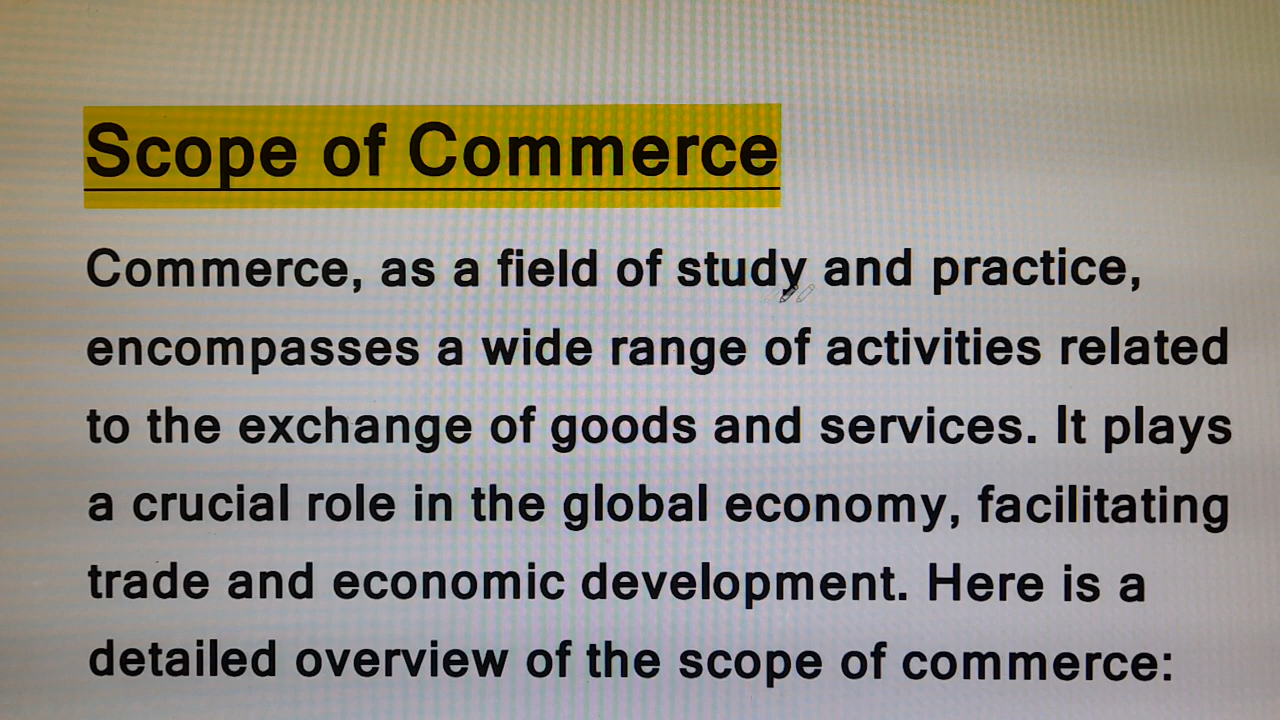 Scope of Commerce
Commerce, as a field of study and practice,
encompasses a wide range of activities related
to the exchange of goods and services. It plays
a crucial role in the global economy, facilitating
trade and economic development. Here is a
detailed overview of the scope of commerce: